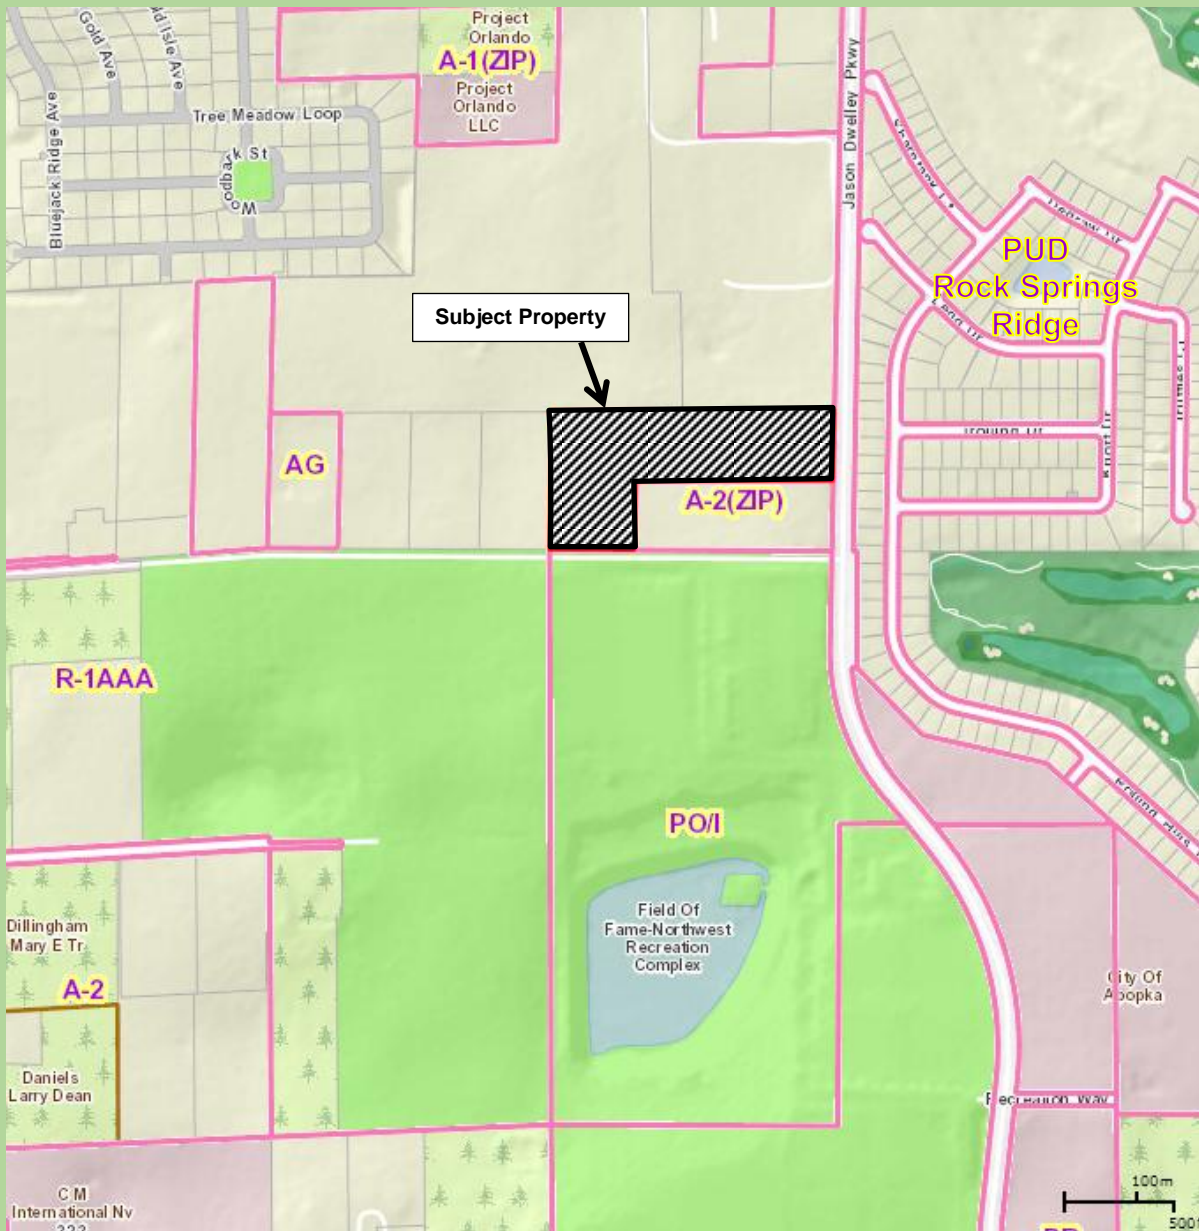 Gold Ave
Project
Orlando
A-1(ZIP)
Project
Orlando
LLC
Jason Dwelley Pkwy
Tree Meadow Loop
Bluejack Ridge Ave
PUD
Rock Springs
Ridge
Subject Property
AG
A-2(ZIP)
R-1AAA
PO/I
Field Of
Fame-Northwest
Recreation
Complex
Dillingham
Mary E Tr
A-2
City Of
Apopka
Daniels
Larry Dean
Recreation Way
C M
International Nv
100m